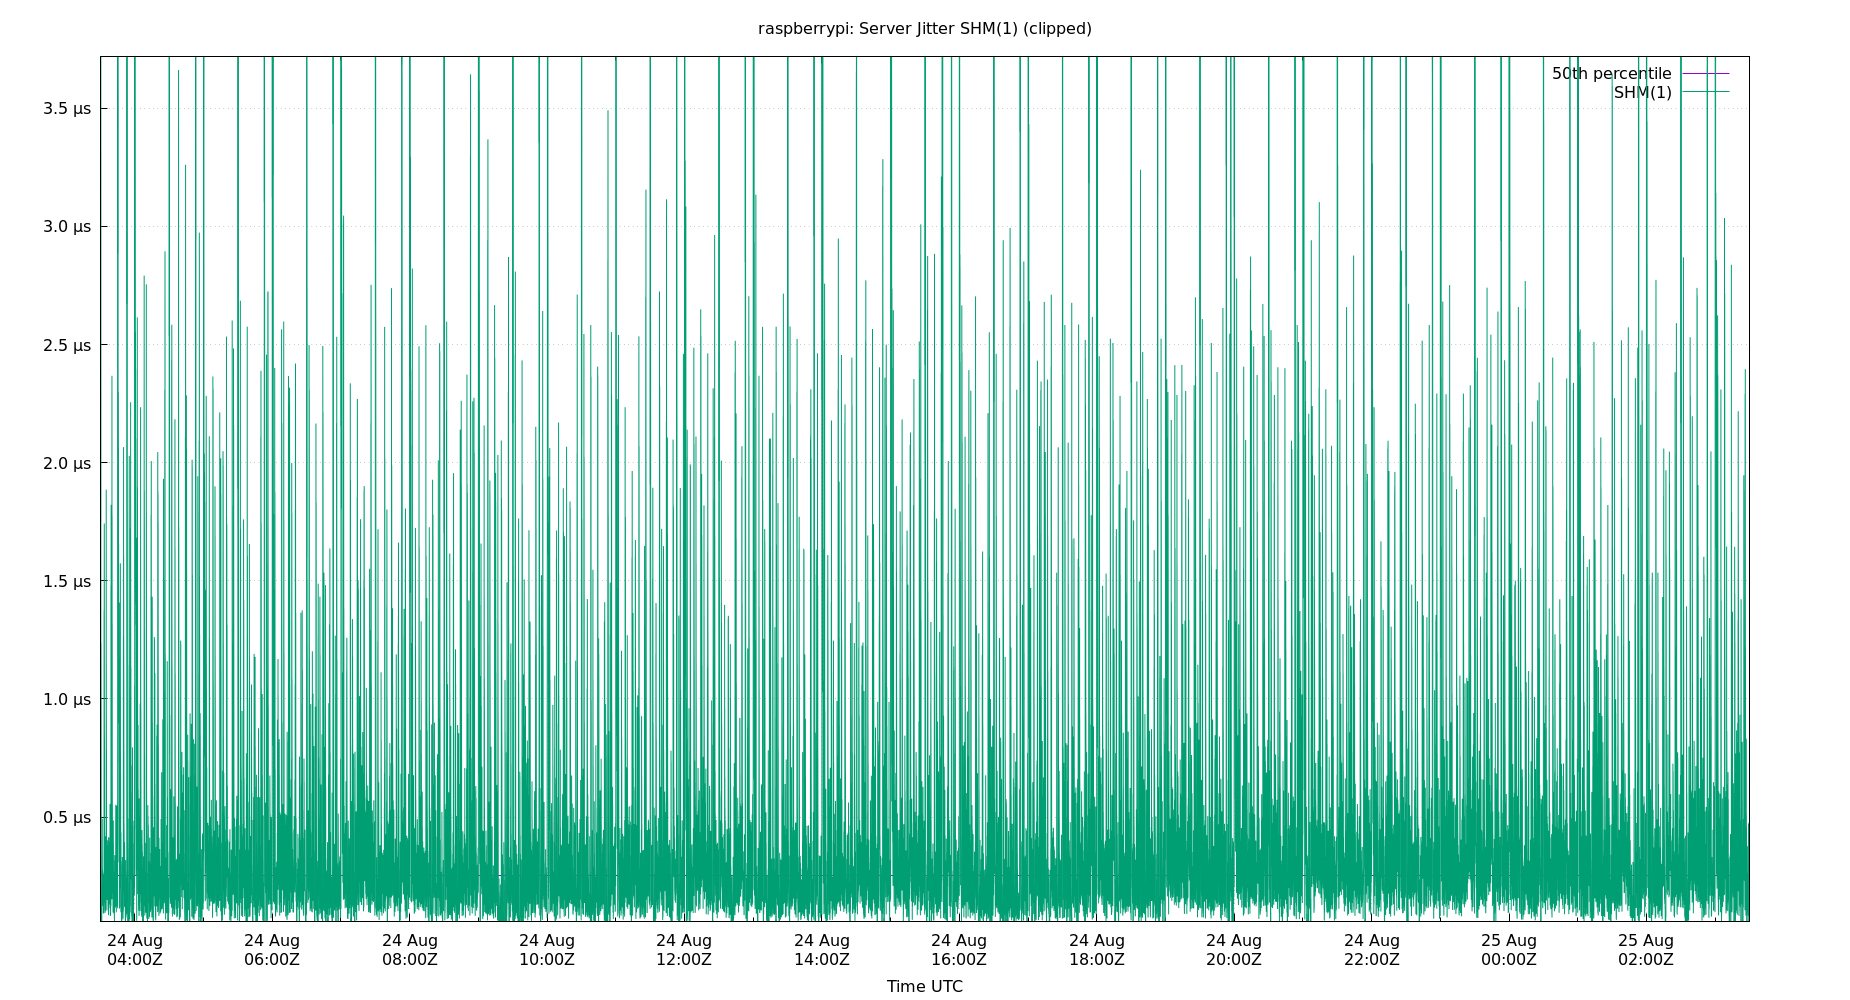 raspberrypi: Server Jitter SHM(1) (clipped)
50th percentile
SHM(1)
3.5 μs
3.0 μs
2.5 μs
2.0 μs
1.5 μs
1.0 μs
0.5 μs
24 Aug 24 Aug 24 Aug 24 Aug 24 Aug 24 Aug 24 Aug 24 Aug 24 Aug 24 Aug 25 Aug 25 Aug
04:00Z 06:00Z 08:00Z 10:00Z 12:00Z 14:00Z 16:00Z 18:00Z 20:00Z 22:00Z 00:00Z 02:00Z
Time UTC